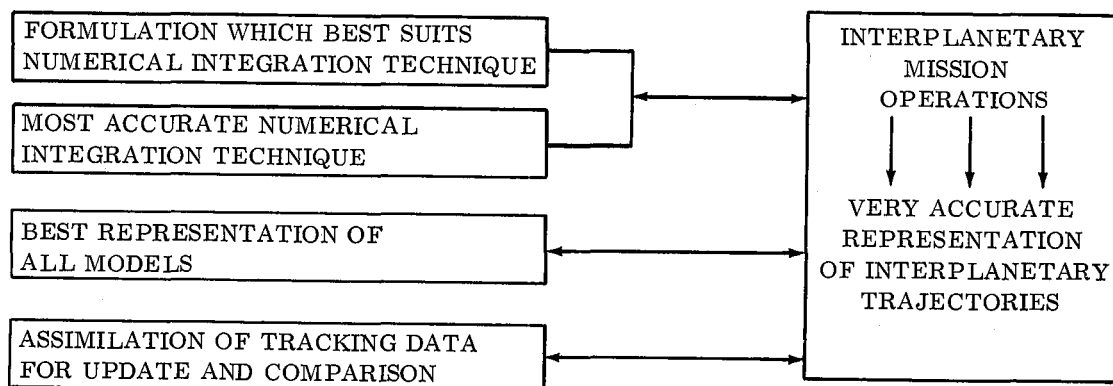 FORMULATION WHICH BEST SUITS
NUMERICAL INTEGRATION TECHNIQUE
MOST ACCURATE NUMERICAL
INTEGRATION TECHNIQUE
BEST REPRESENTATION OF
ALL MODELS
ASSIMILATION OF TRACKING DATA
FOR UPDATE AND COMPARISON
INTERPLANETARY
MISSION
OPERATIONS
VERY ACCURATE
REPRESENTATION
OF INTERPLANETARY
TRAJECTORIES